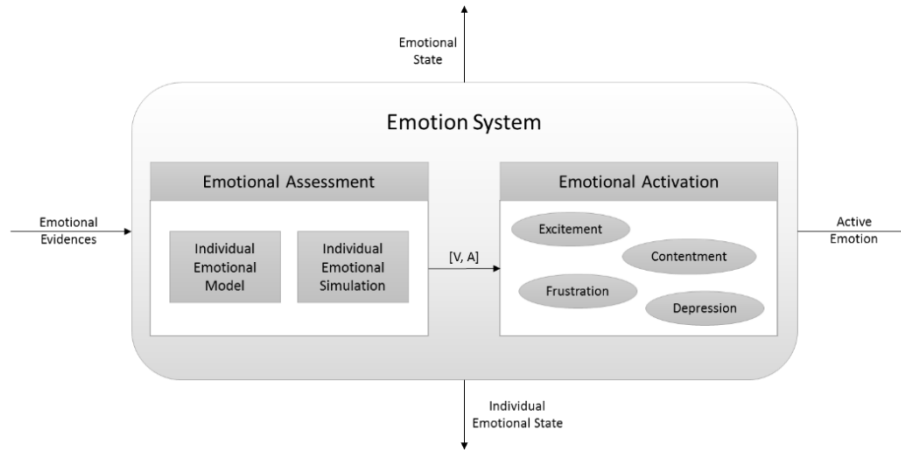 Emotional
State
Emotion System
Emotional Assessment
Emotional Activation
Emotional
Evidences
Individual
Emotional
Model
Individual
Emotional
Simulation
[V, A]
Excitement
Contentment
Frustration
Depression
Active
Emotion
Individual
Emotional State